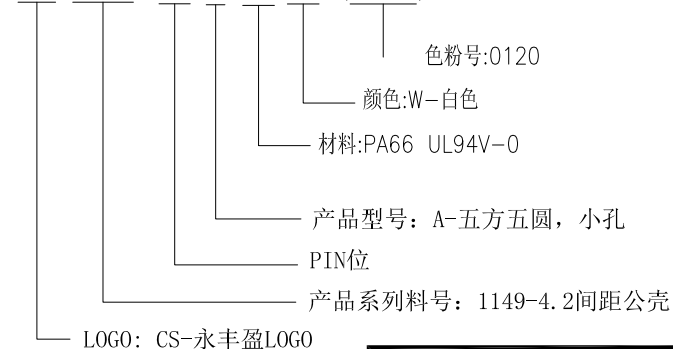 色粉号:0120
颜色:W-白色
材料:PA66 UL94V-0
产品型号: A-五方五圆, 小孔
PIN位
产品系列料号: 1149-4.2间距公壳
LOGO: CS-永丰盈LOGO